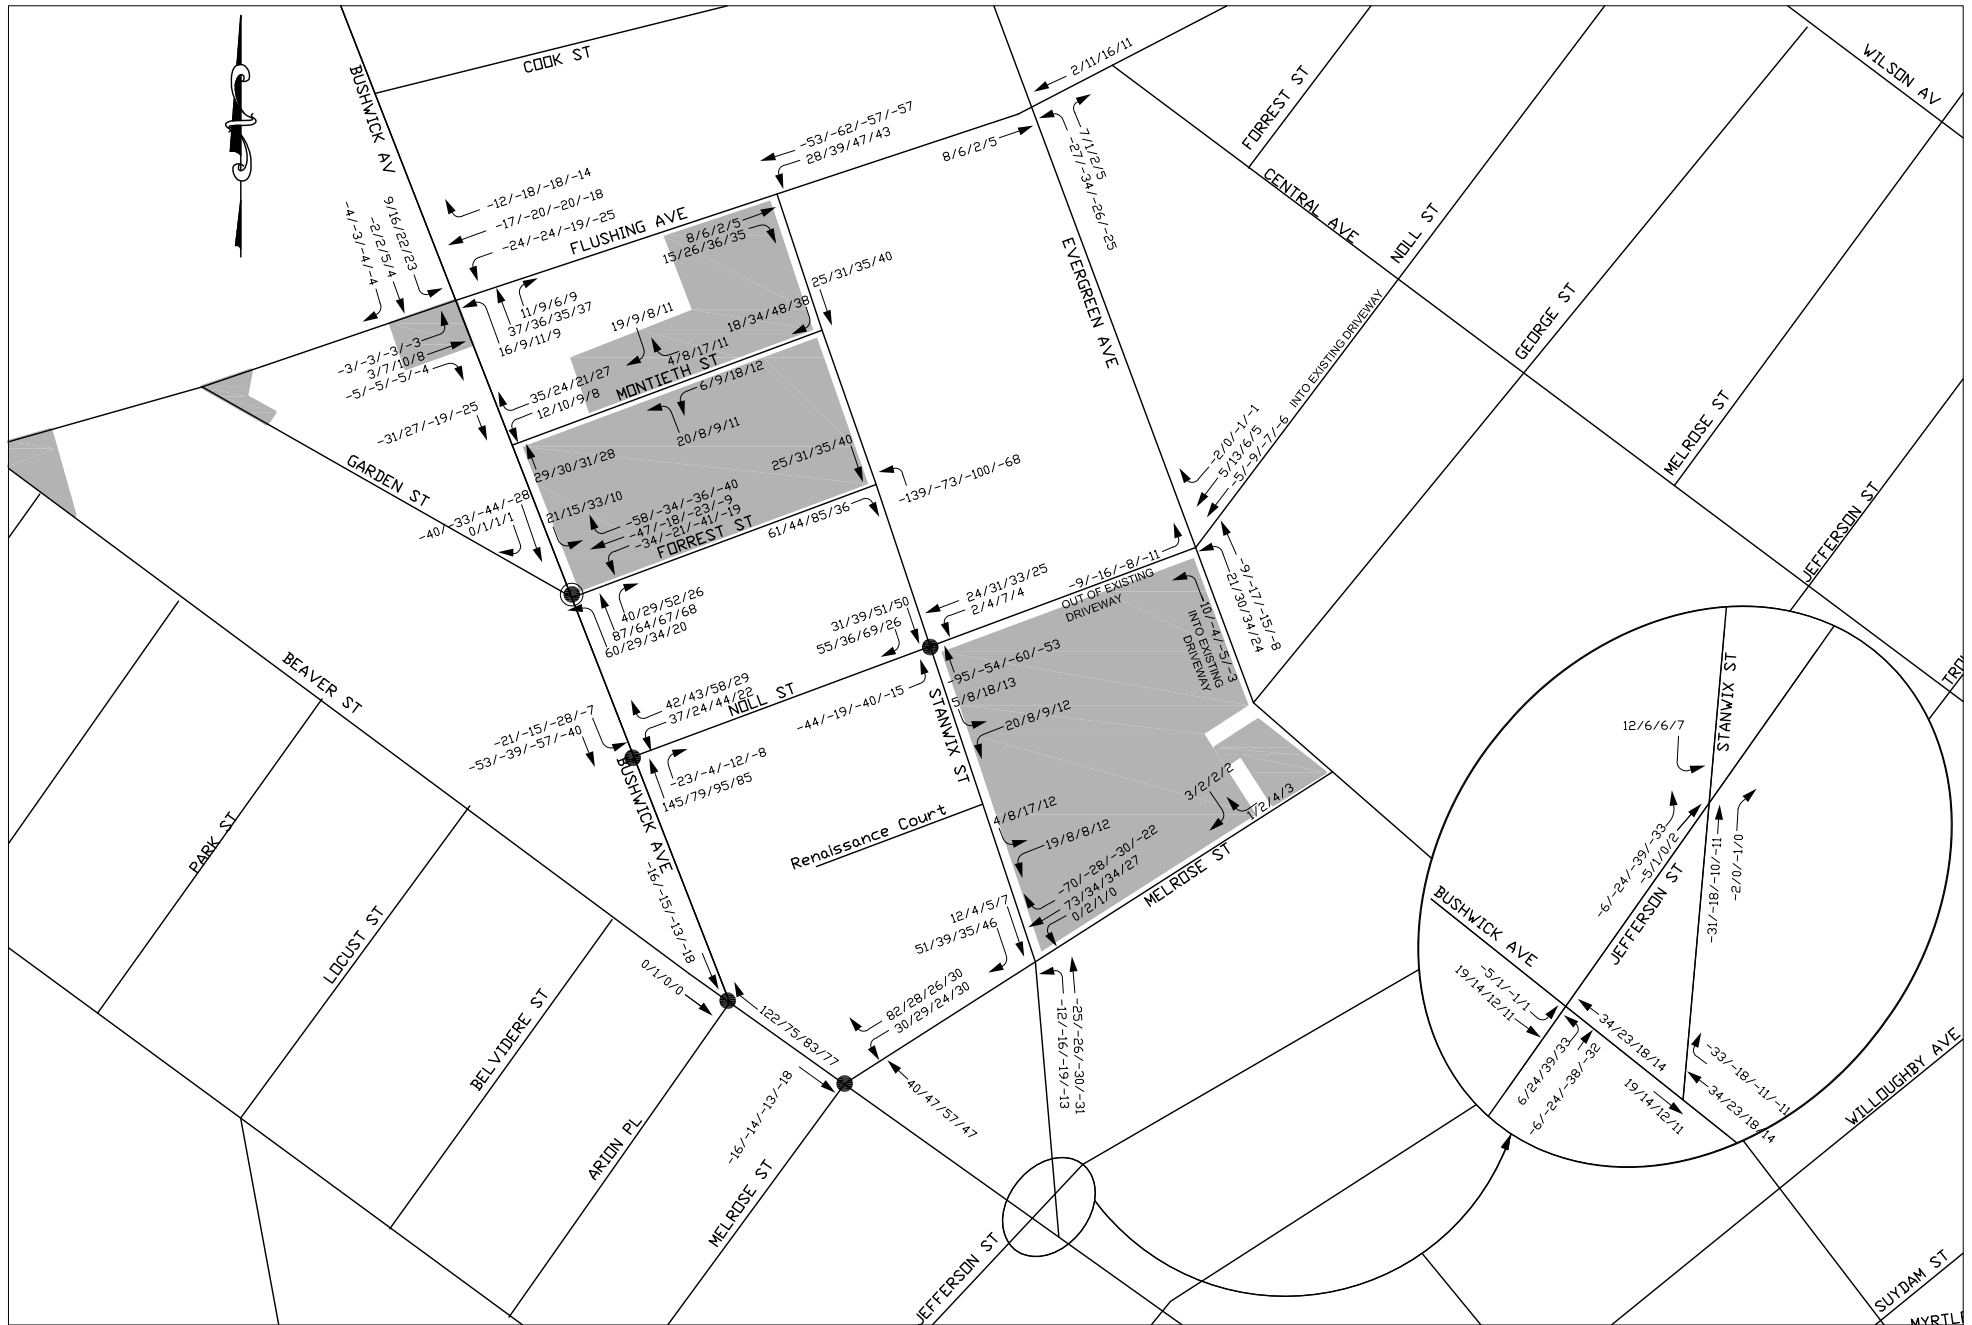 COOK ST
BUSHWICK AV
2/11/16/11
FORREST ST
WILSON AV
-53/-62/-57/-57
28/39/47/43
8/6/2/5
7/1/2/5
-27/-34/-26/-25
-12/-18/-18/-14
-17/-20/-20/-18
-24/-24/-19/-25
FLUSHING AVE
9/16/22/23
-2/2/5/4
-4/-3/-4/-4
8/6/2/5
15/26/36/35
CENTRAL AVE
NOLL ST
EVERGREEN AVE
25/31/35/40
11/9/6/9
37/36/35/37
16/9/11/9
19/9/8/11
18/34/48/38
4/8/17/11
MONTIETH ST
-3/-3/-3/-3
3/7/10/8
-5/-5/-5/-4
GEORGE ST
INTO EXISTING DRIVEWAY
35/24/21/27
12/10/9/8
6/9/18/12
-31/27/-19/-25
20/8/9/11
MELROSE ST
-2/0/-1/-1
5/13/6/5
-5/-9/-7/-6
GARDEN ST
29/30/31/28
25/31/35/40
-139/-73/-100/-68
21/15/33/10
-58/-34/-36/-40
-47/-18/-23/-9
-34/-21/-41/-19
FORREST ST
61/44/85/36
-40/-33/-44/-28
0/1/1/1
JEFFERSON ST
-9/-16/-8/-11
OUT OF EXISTING
DRIVEWAY
-9/-17/-15/-8
21/30/34/24
24/31/33/25
2/4/7/4
-10/-4/-5/-3
INTO EXISTING
DRIVEWAY
40/29/52/26
87/64/67/68
60/29/34/20
31/39/51/50
55/36/69/26
BEAVER ST
42/43/58/29
37/24/44/22
NOLL ST
-95/-54/-60/-53
5/8/18/13
-44/-19/-40/-15
STANWIX ST
20/8/9/12
-21/-15/-28/-7
-53/-39/-57/-40
-23/-4/-12/-8
145/79/95/85
BUSHWICK AVE
STANWIX ST
12/6/6/7
3/2/2/2
1/2/4/3
4/8/17/12
19/8/8/12
Renaissance Court
PARK ST
-70/-28/-30/-22
73/34/34/27
0/2/1/0
MELROSE ST
-6/-24/-39/-33
-5/1/0/2
-31/-18/-10/-11
-2/0/-1/0
JEFFERSON ST
BUSHWICK AVE
-16/-15/-13/-18
12/4/5/7
51/39/35/46
LOCUST ST
0/1/0/0
122/75/83/77
82/28/26/30
30/29/24/30
-25/-26/-30/-31
-12/-16/-19/-13
-5/1/-1/1
19/14/12/11
BELVIDERE ST
34/23/18/14
6/24/39/33
-6/-24/-38/-32
-33/-18/-11/-11
34/23/18/14
19/14/12/11
WILLOUGHBY AVE
40/47/57/47
-16/-14/-13/-18
ARION PL
MELROSE ST
JEFFERSON ST
SUYDAM ST